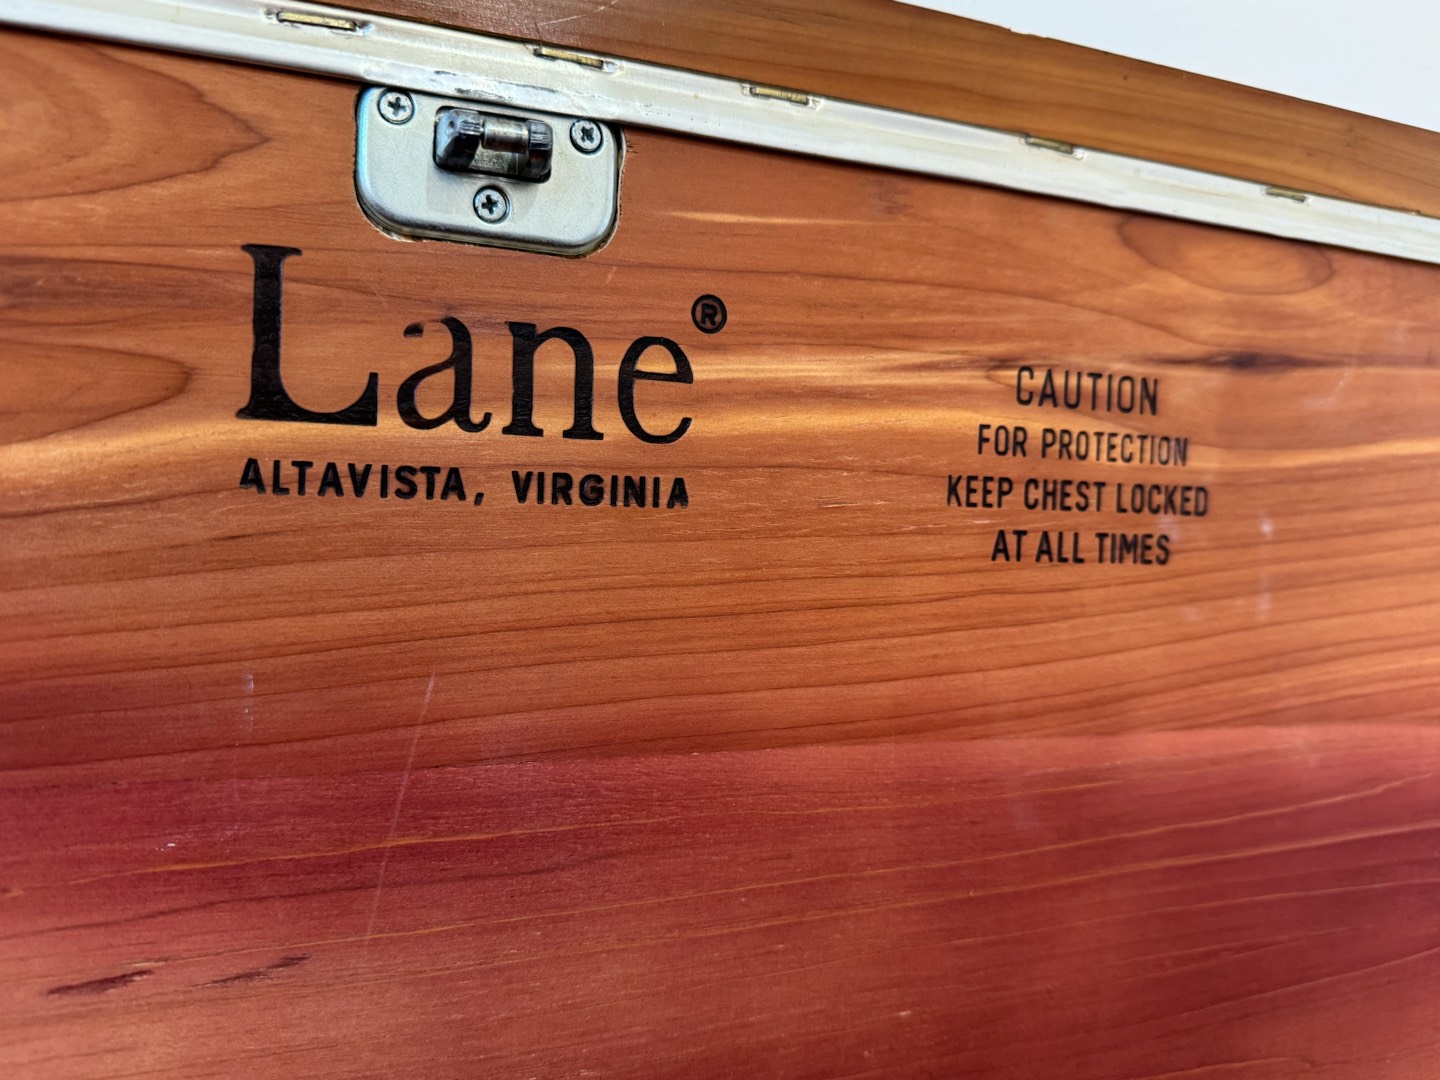 Lane®
ALTAVISTA, VIRGINIA
CAUTION
FOR PROTECTION
KEEP CHEST LOCKED
AT ALL TIMES